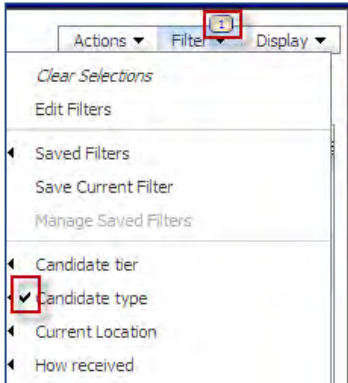 1
Actions Filter Display
Clear Selections
Edit Filters
Saved Filters
Save Current Filter
Manage Saved Filters
Candidate tier
Candidate type
Current Location
How received